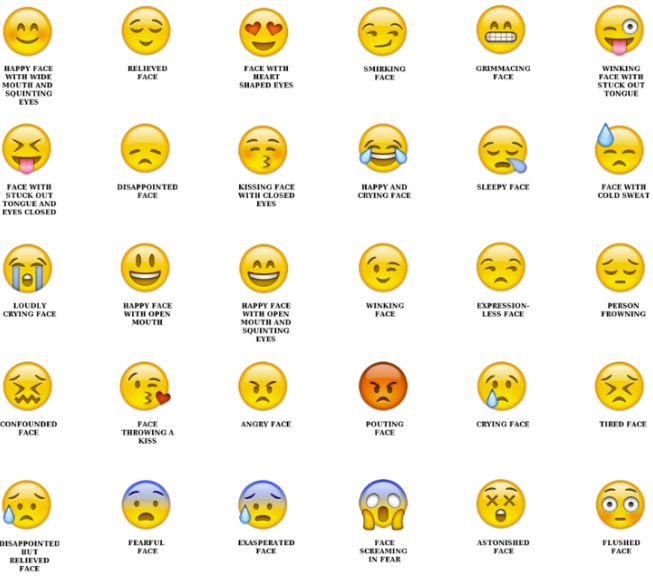 HAPPY FACE
WITH WIDE
MOUTH AND
SQUINTING
EYES
RELIEVED
FACE
FACE WITH
HEART
SHAPED EYES
SMIRKING
FACE
GRIMMACING
FACE
WINKING
FACE WITH
STUCK OUT
TONGUE
FACE WITH
STUCK OUT
TONGUE AND
EYES CLOSED
DISAPPOINTED
FACE
KISSING FACE
WITH CLOSED
EYES
HAPPY AND
CRYING FACE
SLEEPY FACE
FACE WITH
COLD SWEAT
LOUDLY
CRYING FACE
HAPPY FACE
WITH OPEN
MOUTH
HAPPY FACE
WITH OPEN
MOUTH AND
SQUINTING
EYES
WINKING
FACE
EXPRESSION-
LESS FACE
PERSON
FROWNING
CONFOUNDED
FACE
FACE
THROWING A
KISS
ANGRY FACE
POUTING
FACE
CRYING FACE
TIRED FACE
DISAPPOINTED
BUT
RELIEVED
FACE
FEARFUL
FACE
EXASPERATED
FACE
FACE
SCREAMING
IN FEAR
ASTONISHED
FACE
FLUSHED
FACE